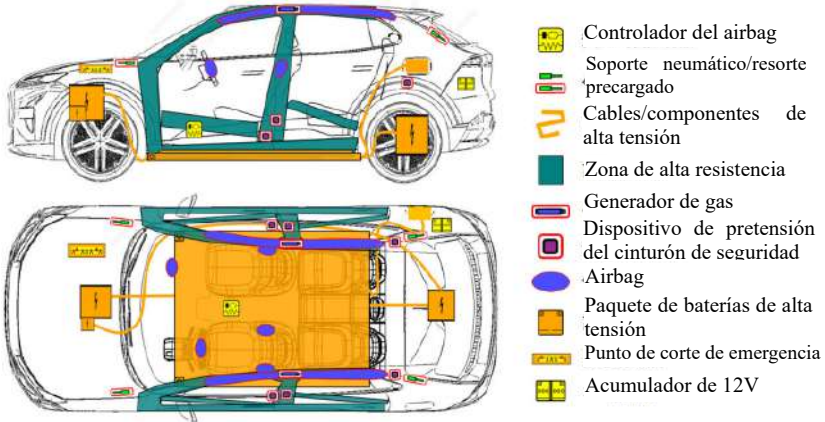 Controlador del airbag
Soporte neumático/resorte
precargado
Cables/componentes de
alta tensión
Zona de alta resistencia
Generador de gas
Dispositivo de pretensión
del cinturón de seguridad
Airbag
Paquete de baterías de alta
tensión
Punto de corte de emergencia
Acumulador de 12V